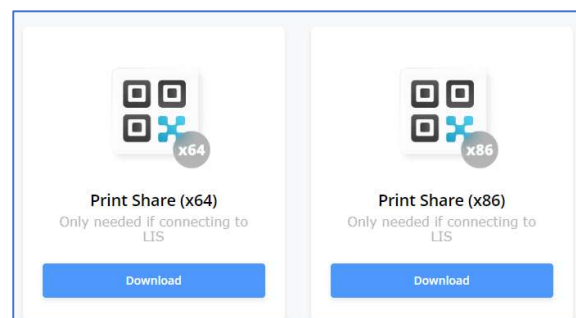 x64
Print Share (x64)
Only needed if connecting to
LIS
Download
x86
Print Share (x86)
Only needed if connecting to
LIS
Download